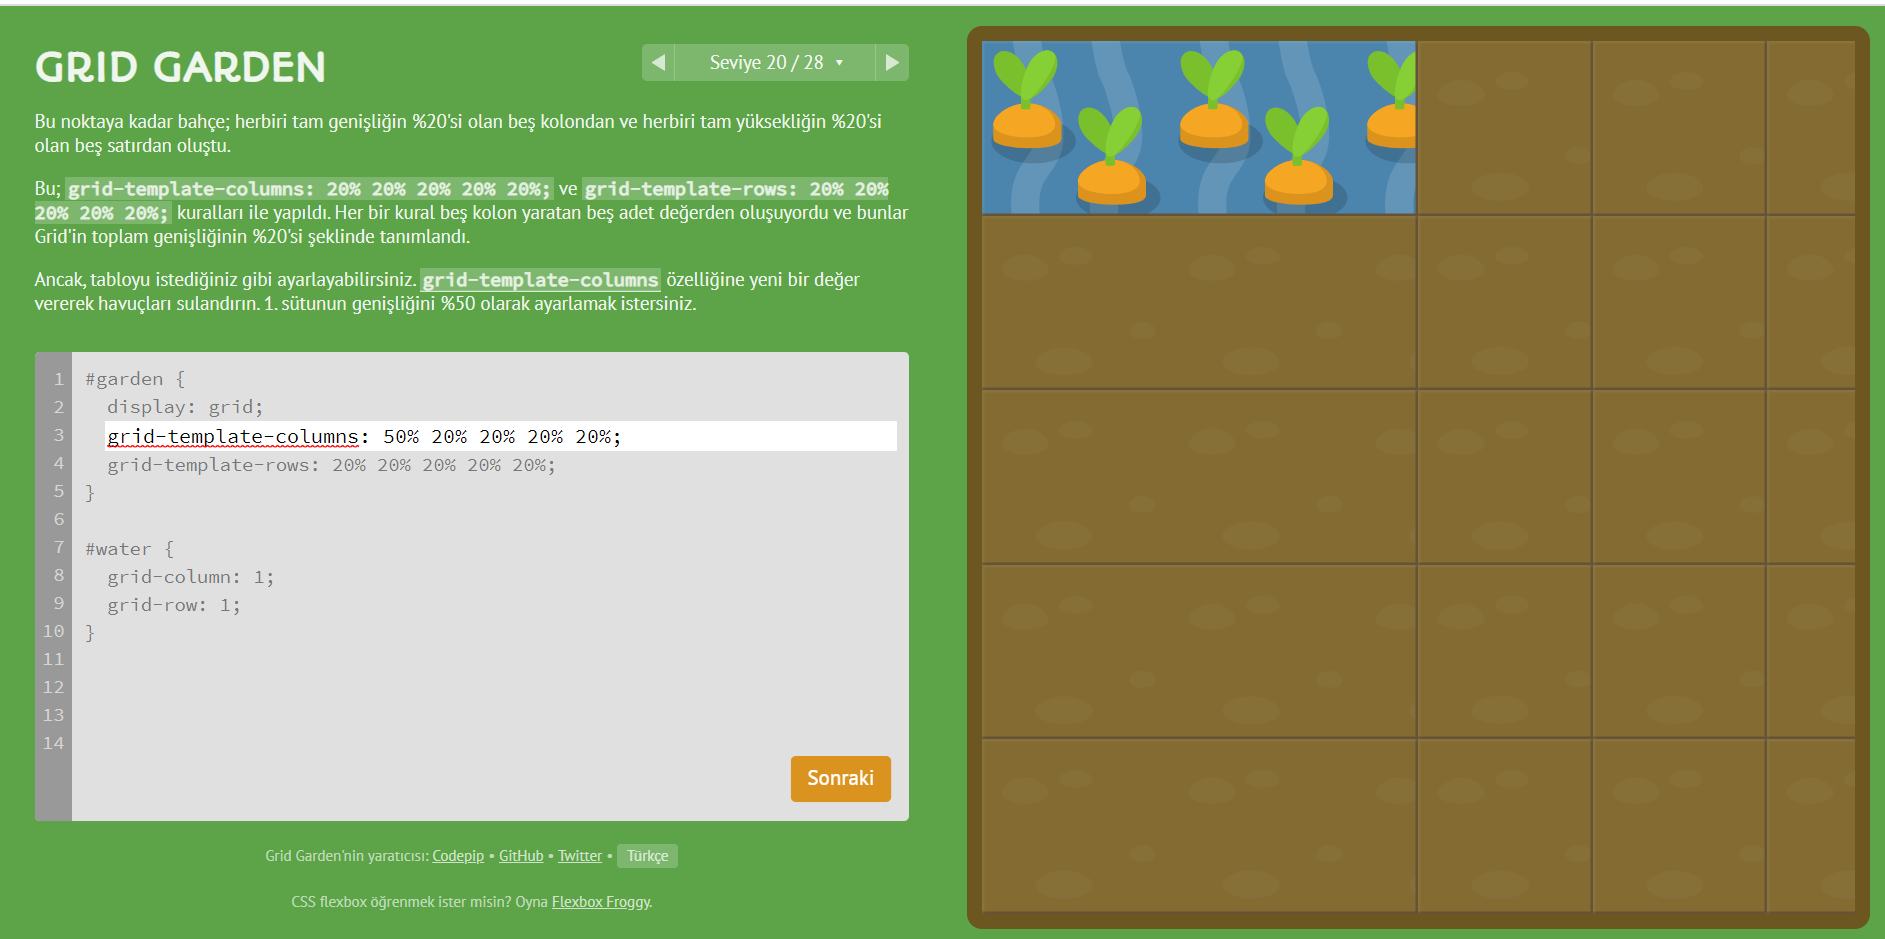 GRID GARDEN
◀ Seviye 20 / 28 ▼ ▶
Bu noktaya kadar bahçe; herbiri tam genişliğin %20'si olan beş kolondan ve herbiri tam yüksekliğin %20'si
olan beş satırdan oluştu.
Bu; grid-template-columns: 20% 20% 20% 20% 20%; ve grid-template-rows: 20% 20%
20% 20% 20%; kuralları ile yapıldı. Her bir kural beş kolon yaratan beş adet değerden oluşuyordu ve bunlar
Grid'in toplam genişliğinin %20'si şeklinde tanımlandı.
Ancak, tabloyu istediğiniz gibi ayarlayabilirsiniz. grid-template-columns özelliğine yeni bir değer
vererek havuçları sulandırın. 1. sütunun genişliğini %50 olarak ayarlamak istersiniz.
1 #garden {
2 display: grid;
3 grid-template-columns: 50% 20% 20% 20% 20%;
4 grid-template-rows: 20% 20% 20% 20% 20%;
5 }
6
7 #water {
8 grid-column: 1;
9 grid-row: 1;
10 }
11
12
13
14
Sonraki
Grid Garden'nin yaratıcısı: Codepip • GitHub • Twitter • Türkçe
CSS flexbox öğrenmek ister misin? Oyna Flexbox Froggy.